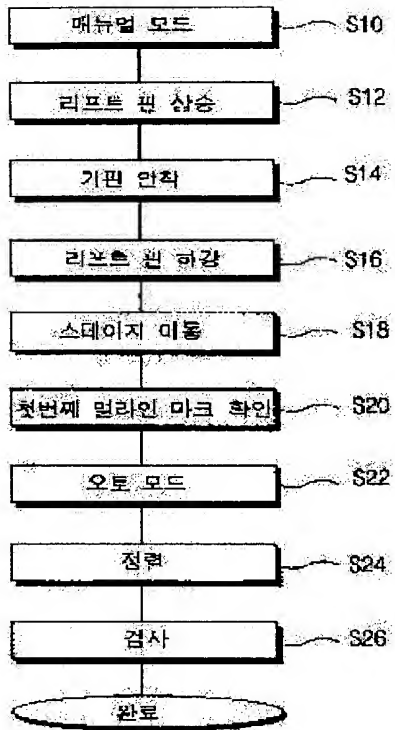 매뉴얼 모드 S10
리프트 핀 상승 S12
기판 안착 S14
리프트 핀 하강 S16
스테이지 이동 S18
첫번째 얼라인 마크 확인 S20
오토 모드 S22
정렬 S24
검사 S26
완료